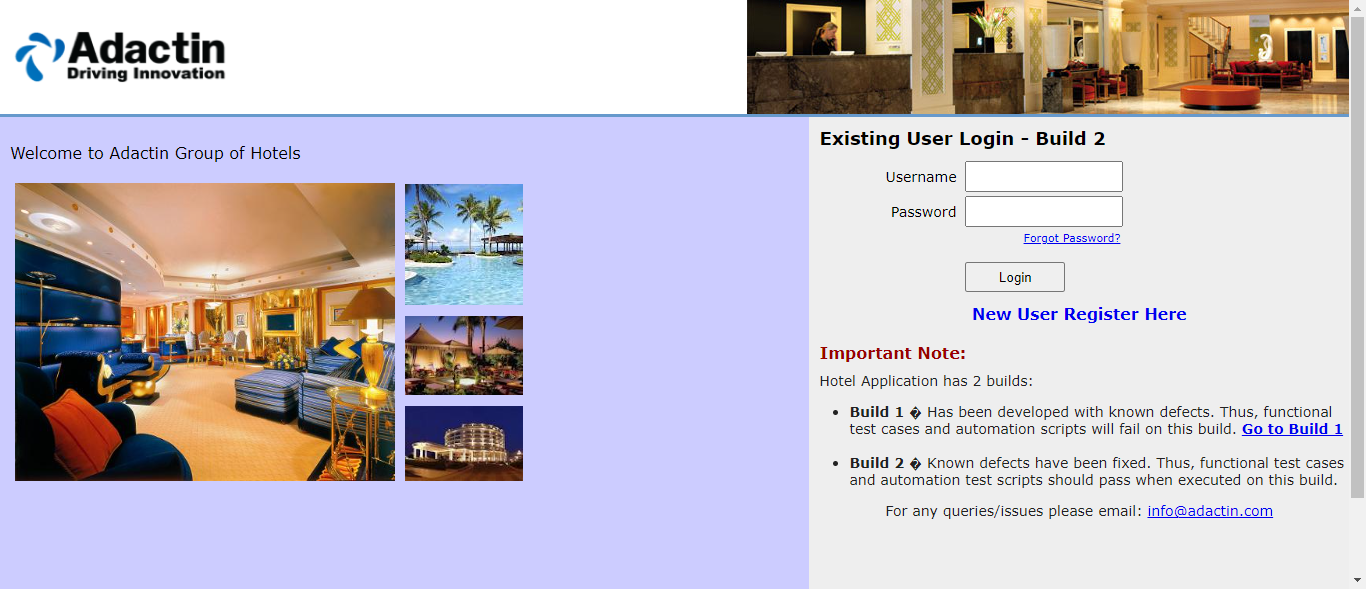 Adactin
Driving Innovation
Welcome to Adactin Group of Hotels
Existing User Login - Build 2
Username
Password
Forgot Password?
Login
New User Register Here
Important Note:
Hotel Application has 2 builds:
• Build 1 � Has been developed with known defects. Thus, functional
test cases and automation scripts will fail on this build. Go to Build 1
• Build 2 � Known defects have been fixed. Thus, functional test cases
and automation test scripts should pass when executed on this build.
For any queries/issues please email: info@adactin.com